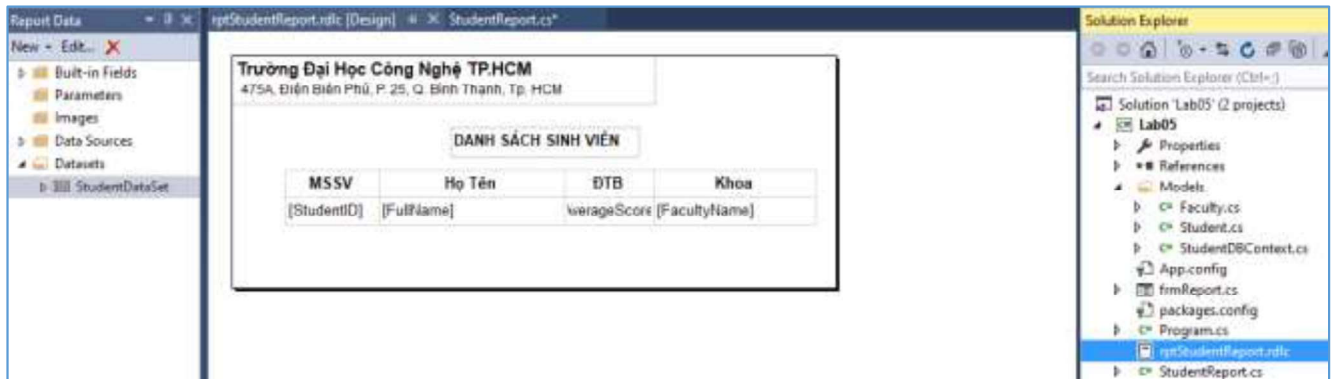 Report Data
New Edit...
Built-in Fields
Parameters
Images
Data Sources
Datasets
StudentDataSet
rptStudentReport.rdlc [Design]
StudentReport.cs*
Trường Đại Học Công Nghệ TP.HCM
475A, Điện Biên Phủ, P. 25, Q. Bình Thạnh, Tp. HCM
DANH SÁCH SINH VIÊN
MSSV Họ Tên ĐTB Khoa
[StudentID] [FullName] verageScore [FacultyName]
Solution Explorer
Search Solution Explorer (Ctrl+;)
Solution 'Lab05' (2 projects)
Lab05
Properties
References
Models
Faculty.cs
Student.cs
StudentDBContext.cs
App.config
frmReport.cs
packages.config
Program.cs
rptStudentReport.rdlc
StudentReport.cs